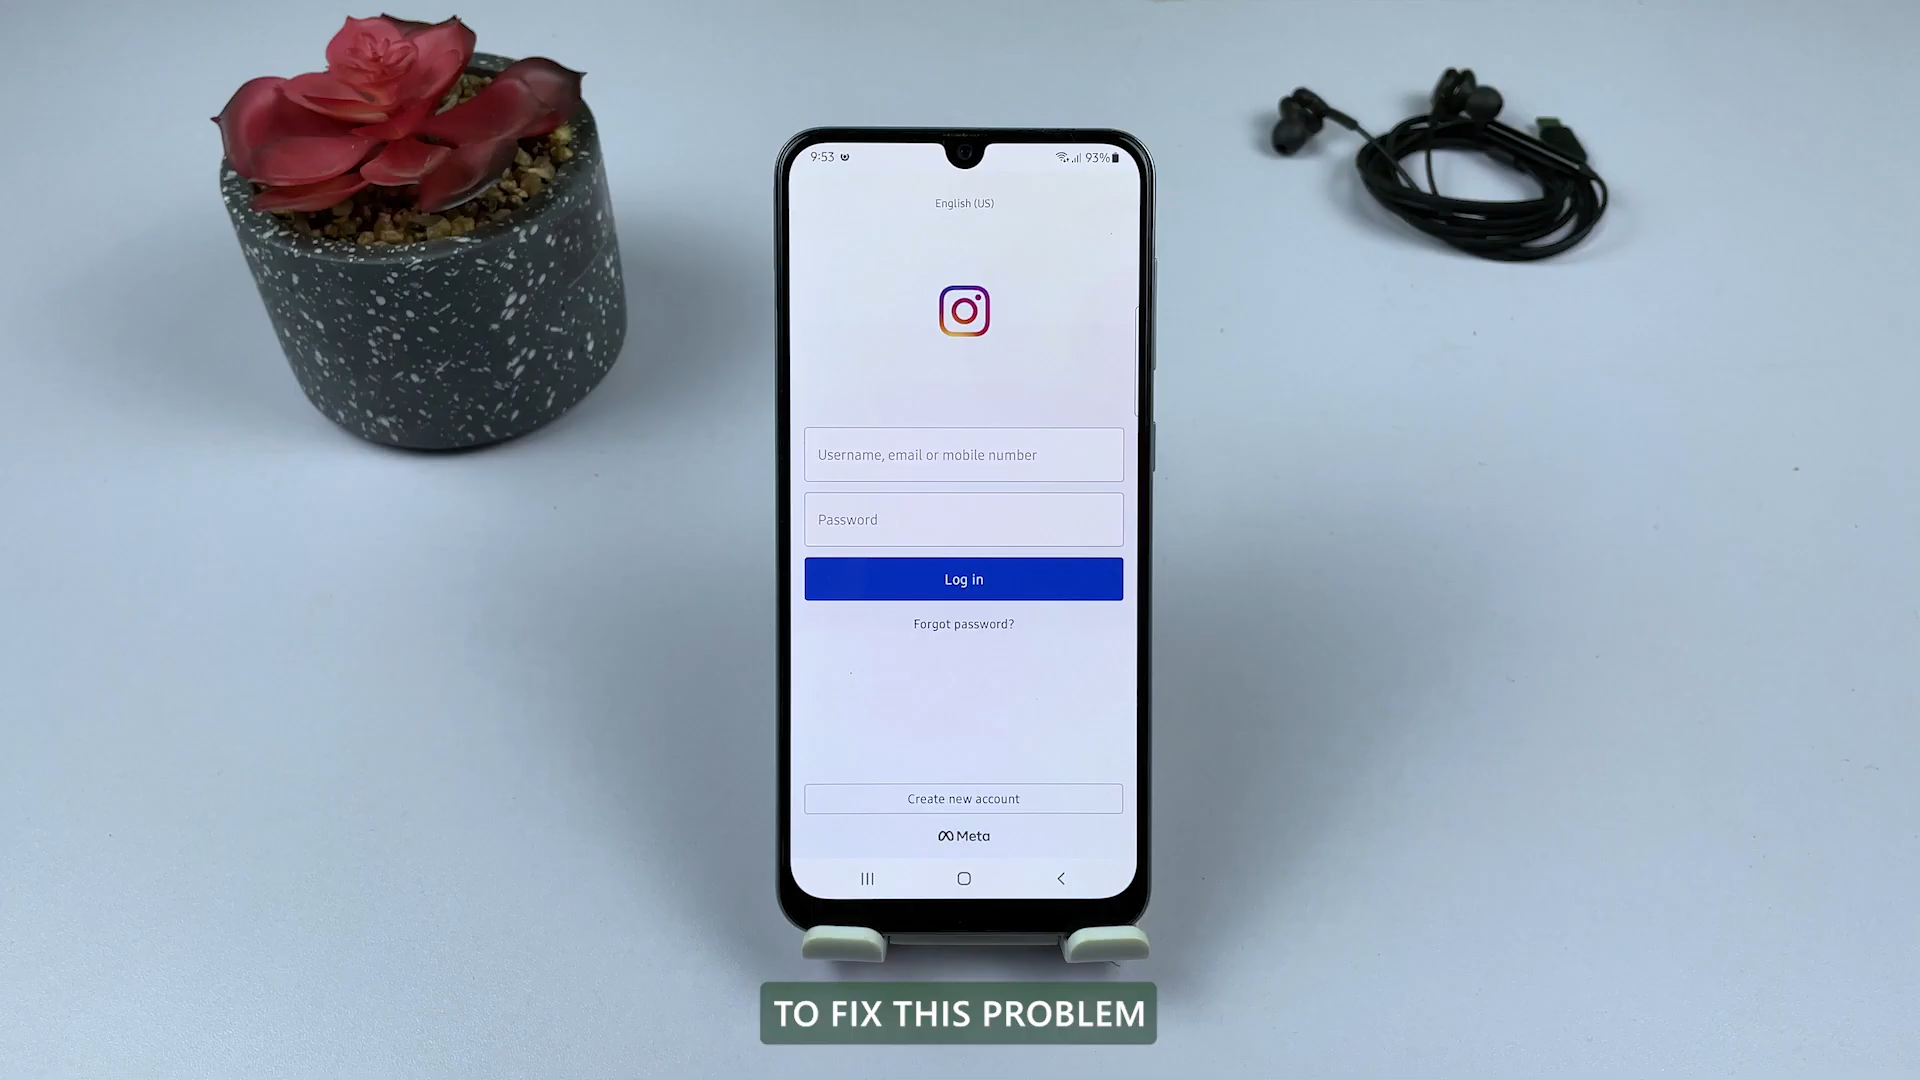 9:53 93%
English (US)
Username, email or mobile number
Password
Log in
Forgot password?
Create new account
Meta
TO FIX THIS PROBLEM